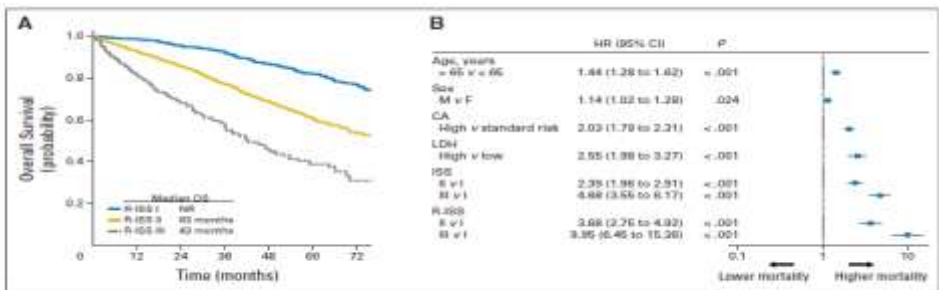 A
Overall Survival
(probability)
1.0
0.8
0.6
0.4
0.2
Median OS
R-ISS I NR
R-ISS II 83 months
R-ISS III 43 months
0 12 24 36 48 60 72
Time (months)
B
HR (95% CI) P
Age, years
> 65 v ≤ 65 1.44 (1.28 to 1.62) < .001
Sex
M v F 1.14 (1.02 to 1.28) .024
CA
High v standard risk 2.03 (1.79 to 2.31) < .001
LDH
High v low 2.55 (1.98 to 3.27) < .001
ISS
II v I 2.39 (1.96 to 2.91) < .001
III v I 4.68 (3.55 to 6.17) < .001
R-ISS
II v I 3.68 (2.75 to 4.92) < .001
III v I 9.95 (6.45 to 15.36) < .001
0.1 1 10
Lower mortality Higher mortality